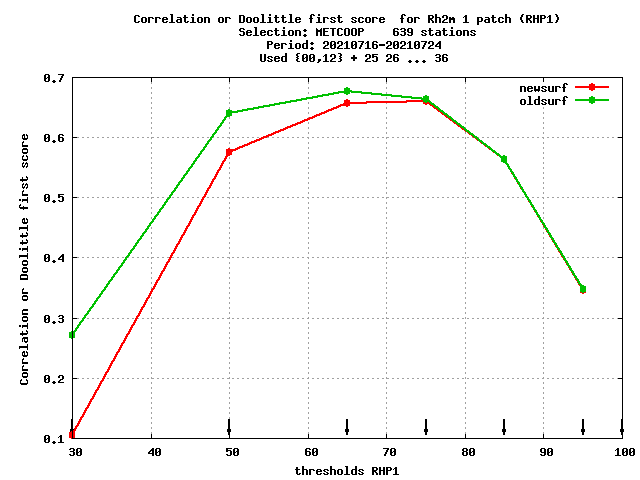 Correlation or Doolittle first score  for Rh2m 1 patch (RHP1)
Selection: METCOOP    639 stations
Period: 20210716-20210724
Used {00,12} + 25 26 ... 36
newsurf
oldsurf
Correlation or Doolittle first score
0.7
0.6
0.5
0.4
0.3
0.2
0.1
30 40 50 60 70 80 90 100
thresholds RHP1